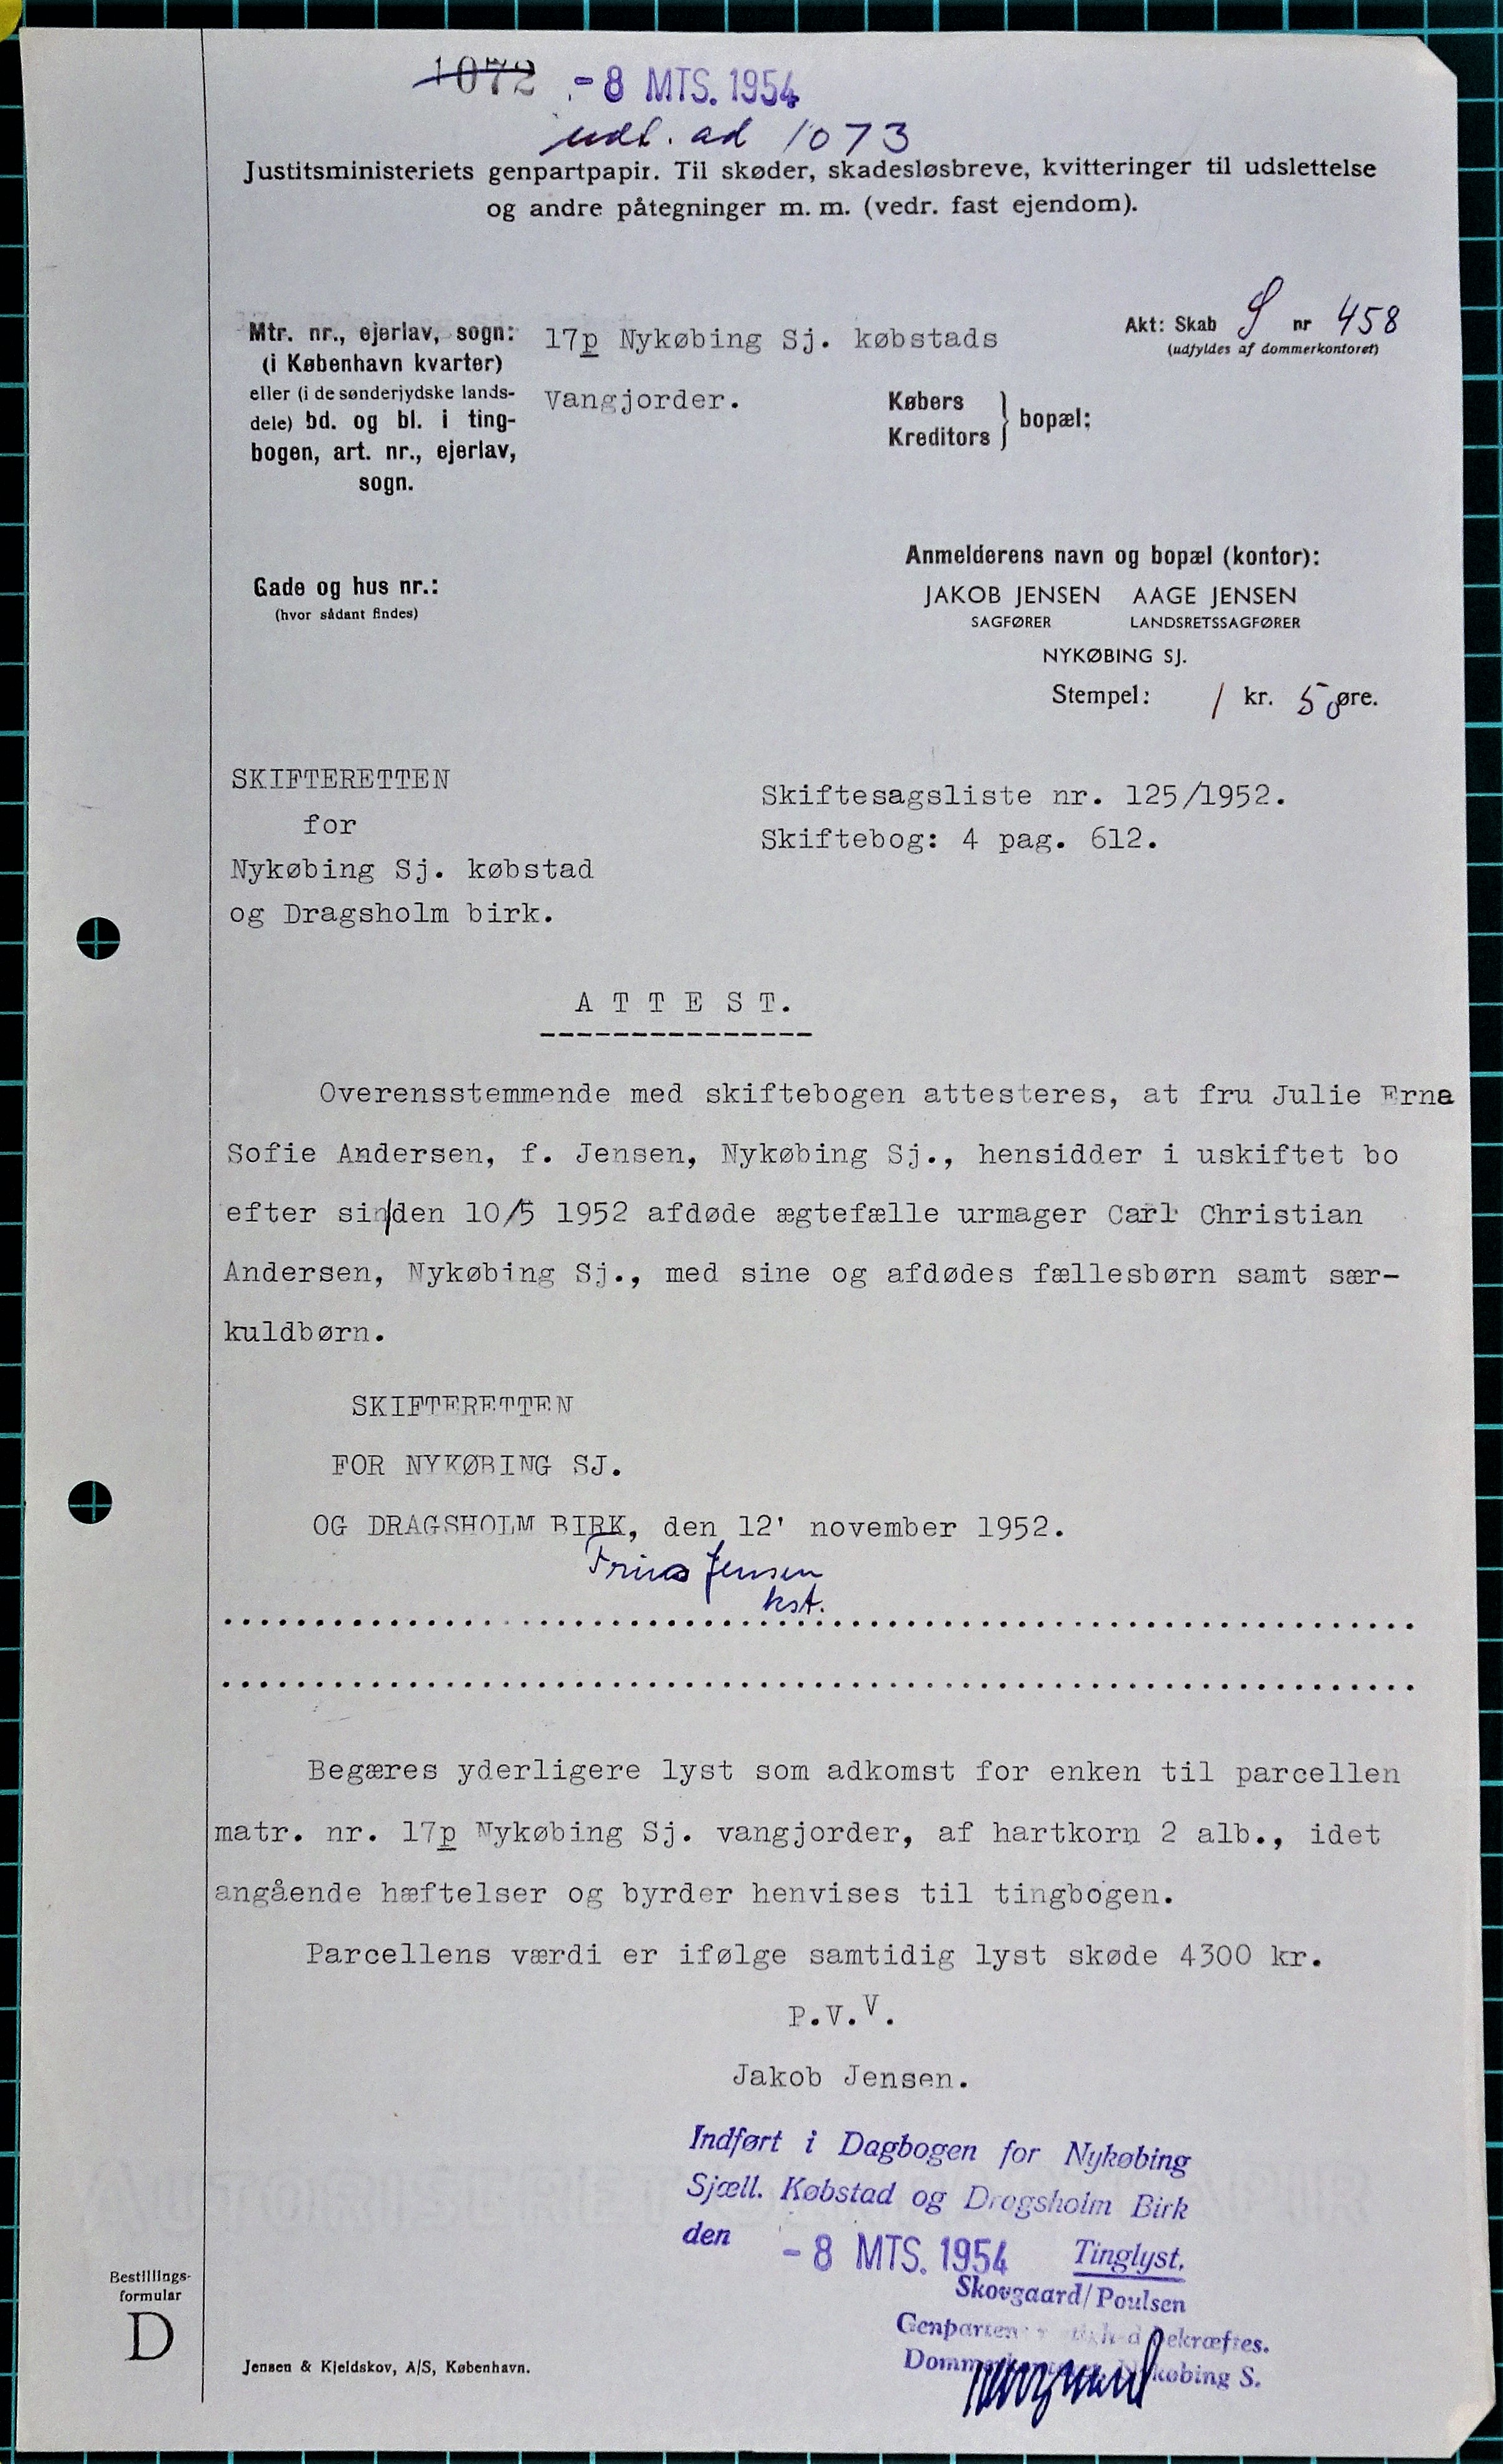 1072 - 8 MTS. 1954
udl. ad 1073
Justitsministeriets genpartpapir. Til skøder, skadesløsbreve, kvitteringer til udslettelse
og andre påtegninger m. m. (vedr. fast ejendom).
Mtr. nr., ejerlav, sogn: 17p Nykøbing Sj. købstads
Akt: Skab S nr 458
(udfyldes af dommerkontoret)
(i København kvarter)
eller (i de sønderjydske lands- Vangjorder.
dele) bd. og bl. i ting-
bogen, art. nr., ejerlav,
sogn.
Købers
Kreditors } bopæl:
Anmelderens navn og bopæl (kontor):
Gade og hus nr.:
(hvor sådant findes)
JAKOB JENSEN AAGE JENSEN
SAGFØRER LANDSRETSSAGFØRER
NYKØBING SJ.
Stempel: 1 kr. 50 øre.
SKIFTERETTEN
for
Nykøbing Sj. købstad
og Dragsholm birk.
Skiftesagsliste nr. 125/1952.
Skiftebog: 4 pag. 612.
A T T E S T.
Overensstemmende med skiftebogen attesteres, at fru Julie Erna
Sofie Andersen, f. Jensen, Nykøbing Sj., hensidder i uskiftet bo
efter sin/den 10/5 1952 afdøde ægtefælle urmager Carl Christian
Andersen, Nykøbing Sj., med sine og afdødes fællesbørn samt sær-
kuldbørn.
SKIFTERETTEN
FOR NYKØBING SJ.
OG DRAGSHOLM BIRK, den 12' november 1952.
Jensen
kst.
Begæres yderligere lyst som adkomst for enken til parcellen
matr. nr. 17p Nykøbing Sj. vangjorder, af hartkorn 2 alb., idet
angående hæftelser og byrder henvises til tingbogen.
Parcellens værdi er ifølge samtidig lyst skøde 4300 kr.
P.V.V.
Jakob Jensen.
Indført i Dagbogen for Nykøbing
Sjæll. Købstad og Dragsholm Birk
den - 8 MTS. 1954 Tinglyst.
Skovgaard/Poulsen
Genpartens bekræftes.
Nykøbing S.
Bestillings-
formular
D
Jensen & Kjeldskov, A/S, København.